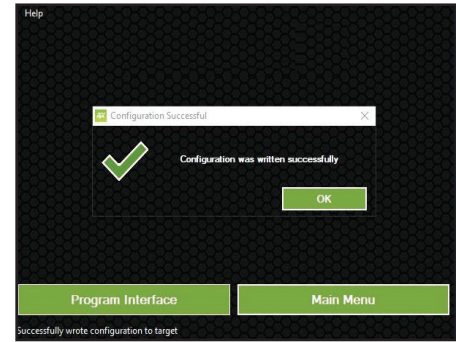 Help
Configuration Successful
Configuration was written successfully
OK
Program Interface
Main Menu
Successfully wrote configuration to target